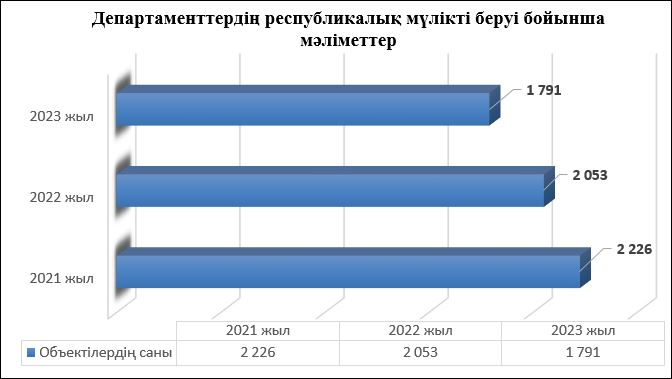 Департаменттердің республикалық мүлікті беруі бойынша
мәліметтер
2023 жыл
1 791
2022 жыл
2 053
2021 жыл
2 226
2021 жыл 2022 жыл 2023 жыл
Объектілердің саны 2 226 2 053 1 791